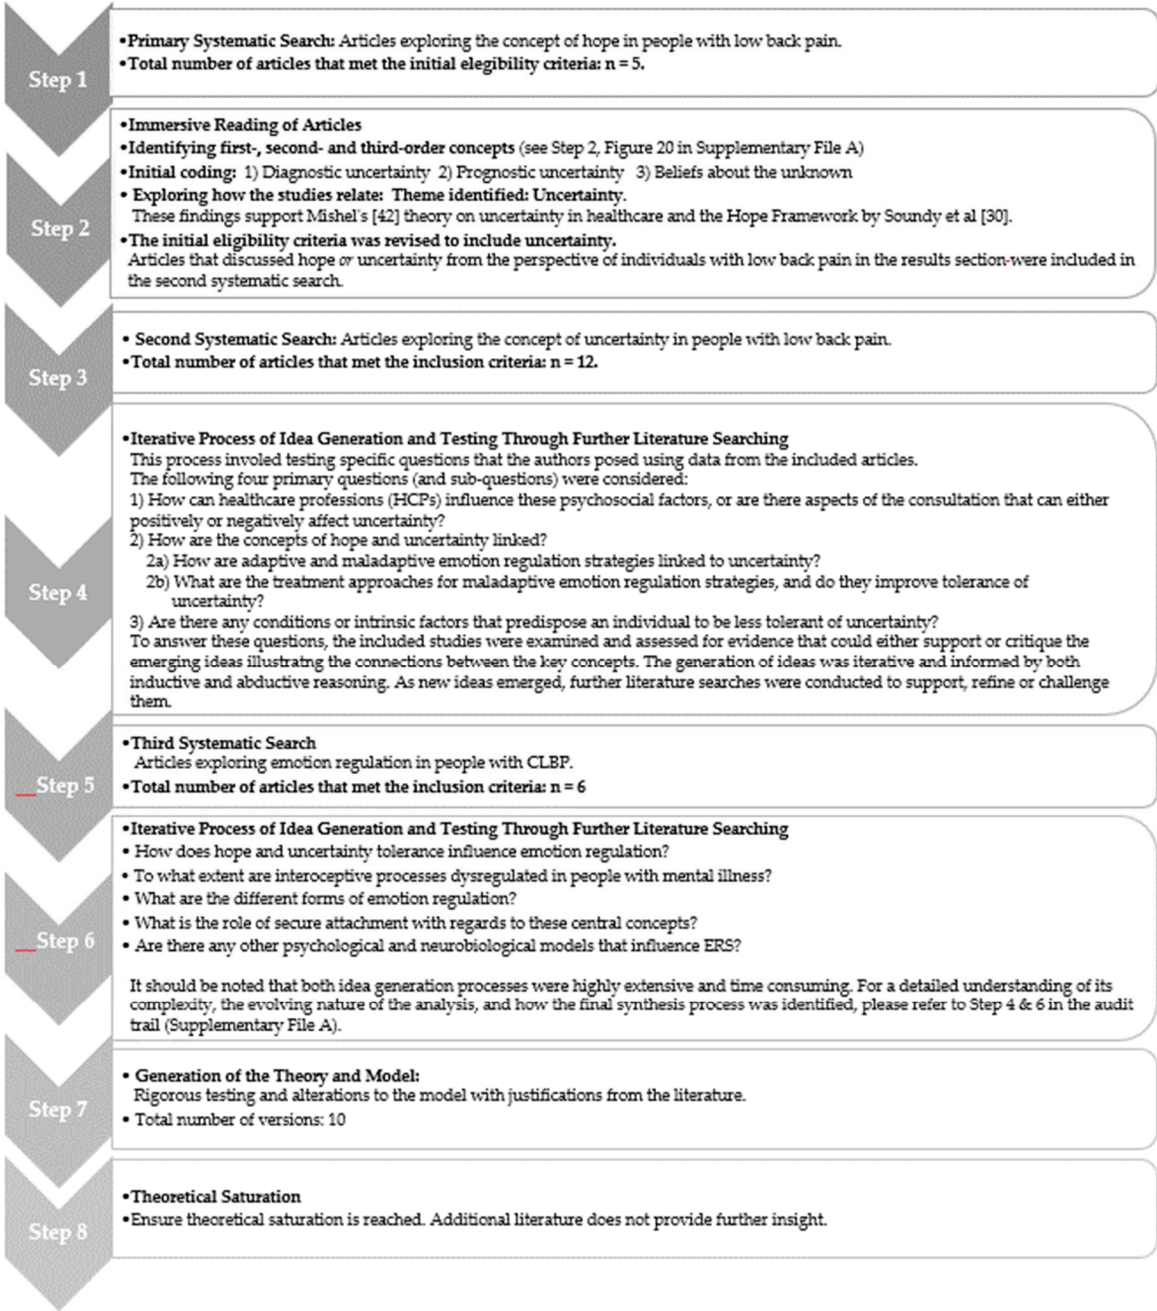 Step 1
•Primary Systematic Search: Articles exploring the concept of hope in people with low back pain.
•Total number of articles that met the initial elegibility criteria: n = 5.
Step 2
•Immersive Reading of Articles
•Identifying first-, second- and third-order concepts (see Step 2, Figure 20 in Supplementary File A)
•Initial coding: 1) Diagnostic uncertainty 2) Prognostic uncertainty 3) Beliefs about the unknown
• Exploring how the studies relate: Theme identified: Uncertainty.
These findings support Mishel's [42] theory on uncertainty in healthcare and the Hope Framework by Soundy et al [30].
•The initial eligibility criteria was revised to include uncertainty.
Articles that discussed hope or uncertainty from the perspective of individuals with low back pain in the results section-were included in
the second systematic search.
Step 3
• Second Systematic Search: Articles exploring the concept of uncertainty in people with low back pain.
•Total number of articles that met the inclusion criteria: n = 12.
Step 4
•Iterative Process of Idea Generation and Testing Through Further Literature Searching
This process involed testing specific questions that the authors posed using data from the included articles.
The following four primary questions (and sub-questions) were considered:
1) How can healthcare professions (HCPs) influence these psychosocial factors, or are there aspects of the consultation that can either
positively or negatively affect uncertainty?
2) How are the concepts of hope and uncertainty linked?
2a) How are adaptive and maladaptive emotion regulation strategies linked to uncertainty?
2b) What are the treatment approaches for maladaptive emotion regulation strategies, and do they improve tolerance of
uncertainty?
3) Are there any conditions or intrinsic factors that predispose an individual to be less tolerant of uncertainty?
To answer these questions, the included studies were examined and assessed for evidence that could either support or critique the
emerging ideas illustratng the connections between the key concepts. The generation of ideas was iterative and informed by both
inductive and abductive reasoning. As new ideas emerged, further literature searches were conducted to support, refine or challenge
them.
Step 5
•Third Systematic Search
Articles exploring emotion regulation in people with CLBP.
•Total number of articles that met the inclusion criteria: n = 6
Step 6
•Iterative Process of Idea Generation and Testing Through Further Literature Searching
• How does hope and uncertainty tolerance influence emotion regulation?
• To what extent are interoceptive processes dysregulated in people with mental illness?
• What are the different forms of emotion regulation?
• What is the role of secure attachment with regards to these central concepts?
• Are there any other psychological and neurobiological models that influence ERS?
It should be noted that both idea generation processes were highly extensive and time consuming. For a detailed understanding of its
complexity, the evolving nature of the analysis, and how the final synthesis process was identified, please refer to Step 4 & 6 in the audit
trail (Supplementary File A).
Step 7
• Generation of the Theory and Model:
Rigorous testing and alterations to the model with justifications from the literature.
• Total number of versions: 10
Step 8
•Theoretical Saturation
•Ensure theoretical saturation is reached. Additional literature does not provide further insight.